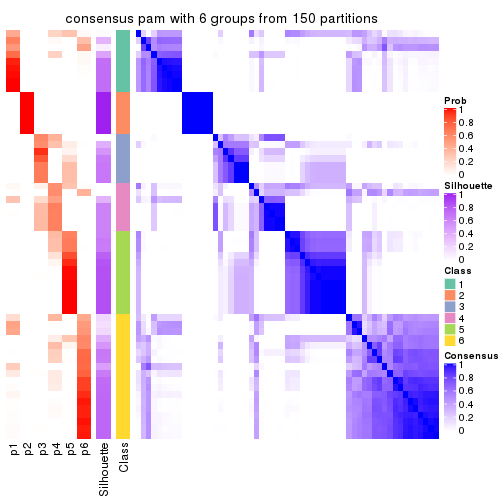 consensus pam with 6 groups from 150 partitions
Prob
1
0.8
0.6
0.4
0.2
0
Silhouette
1
0.8
0.6
0.4
0.2
0
Class
1
2
3
4
5
6
Consensus
1
0.8
0.6
0.4
0.2
0
p1
p2
p3
p4
p5
p6
Silhouette
Class